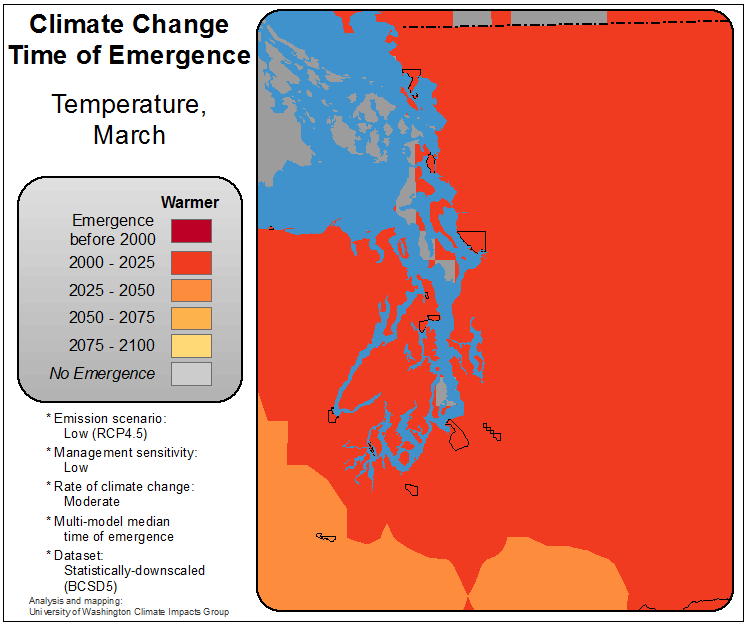 Climate Change
Time of Emergence
Temperature,
March
Warmer
Emergence
before 2000
2000 - 2025
2025 - 2050
2050 - 2075
2075 - 2100
No Emergence
* Emission scenario:
Low (RCP4.5)
* Management sensitivity:
Low
* Rate of climate change:
Moderate
* Multi-model median
time of emergence
* Dataset:
Statistically-downscaled
(BCSD5)
Analysis and mapping:
University of Washington Climate Impacts Group